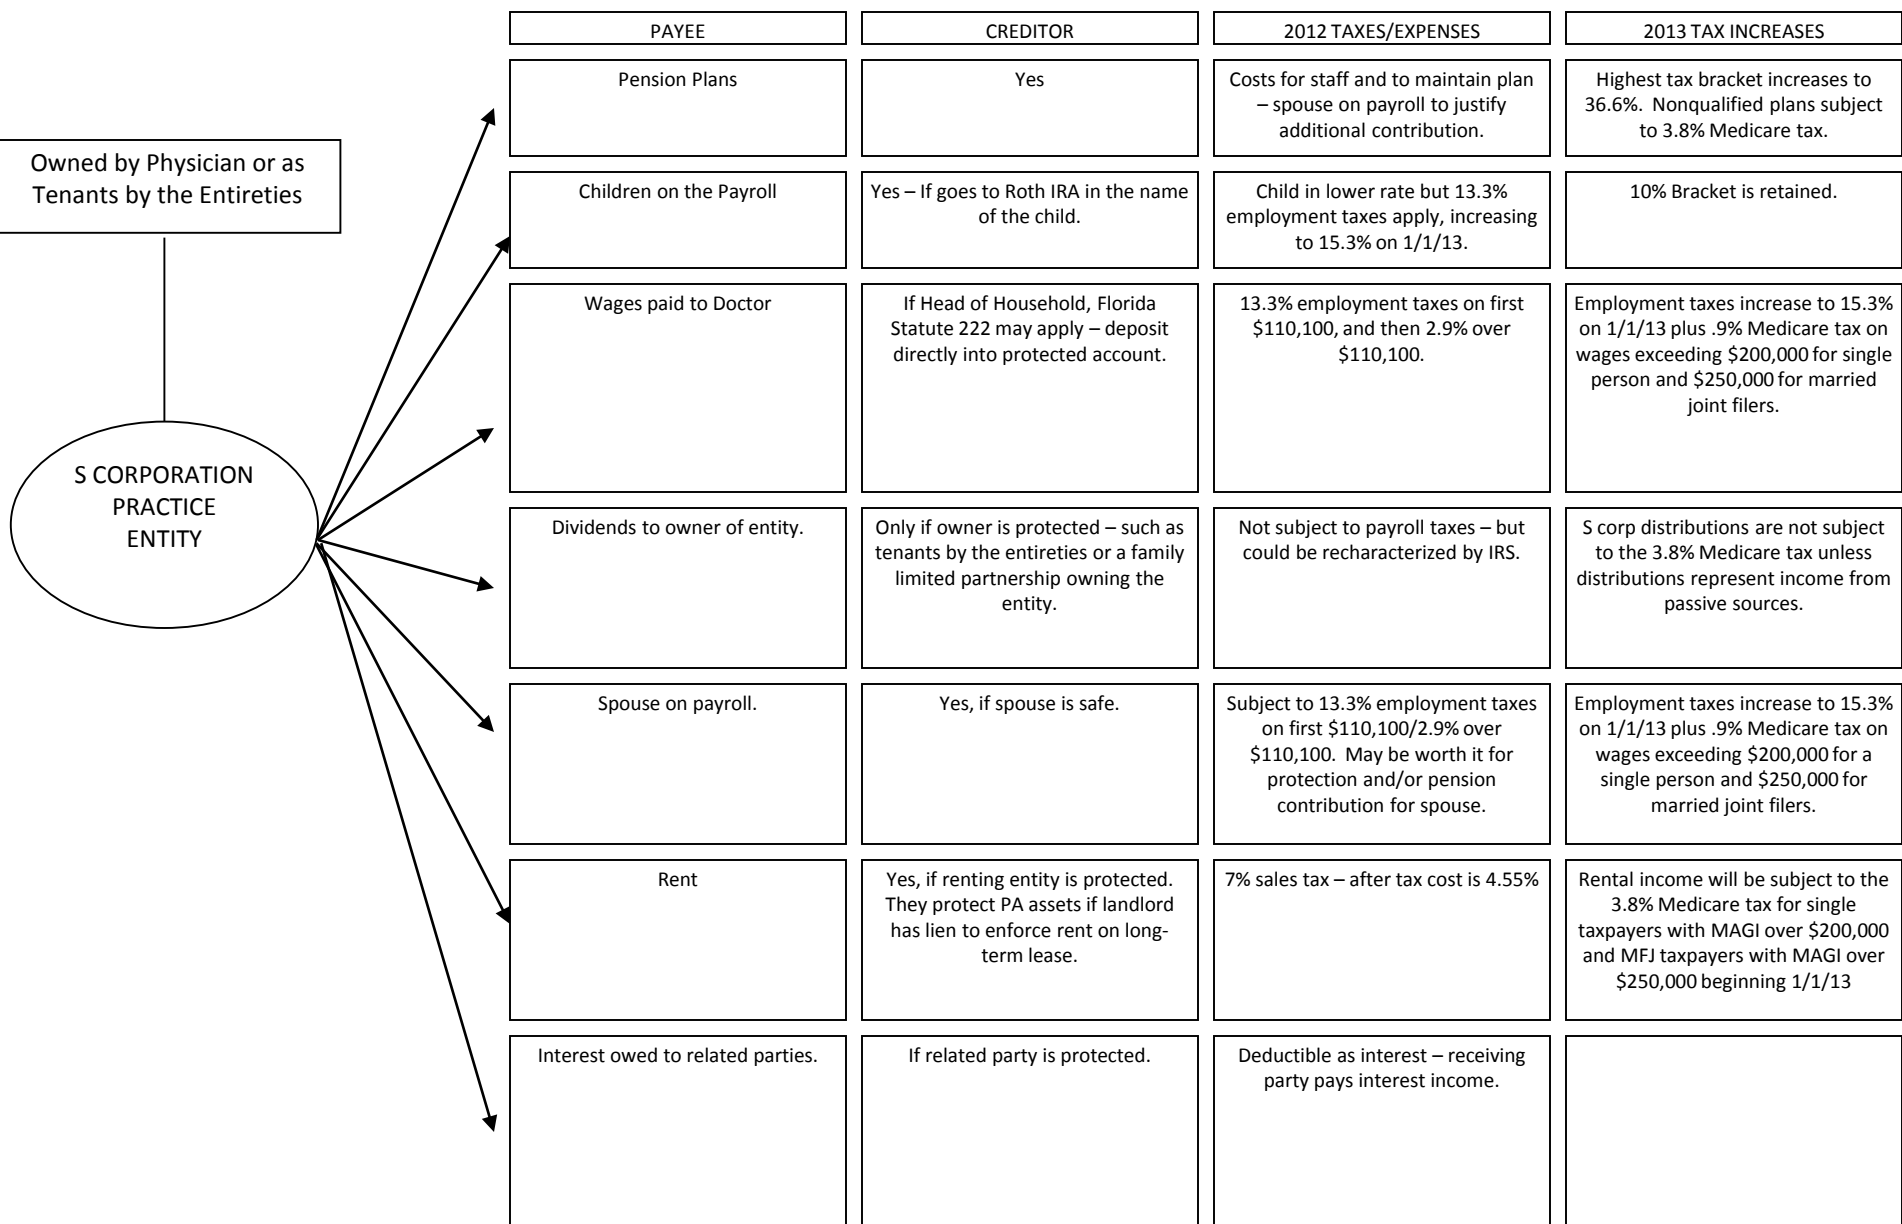 PAYEE
CREDITOR
2012 TAXES/EXPENSES
2013 TAX INCREASES
Owned by Physician or as
Tenants by the Entireties
S CORPORATION
PRACTICE
ENTITY
Pension Plans
Yes
Costs for staff and to maintain plan
– spouse on payroll to justify
additional contribution.
Highest tax bracket increases to
36.6%. Nonqualified plans subject
to 3.8% Medicare tax.
Children on the Payroll
Yes – If goes to Roth IRA in the name
of the child.
Child in lower rate but 13.3%
employment taxes apply, increasing
to 15.3% on 1/1/13.
10% Bracket is retained.
Wages paid to Doctor
If Head of Household, Florida
Statute 222 may apply – deposit
directly into protected account.
13.3% employment taxes on first
$110,100, and then 2.9% over
$110,100.
Employment taxes increase to 15.3%
on 1/1/13 plus .9% Medicare tax on
wages exceeding $200,000 for single
person and $250,000 for married
joint filers.
Dividends to owner of entity.
Only if owner is protected – such as
tenants by the entireties or a family
limited partnership owning the
entity.
Not subject to payroll taxes – but
could be recharacterized by IRS.
S corp distributions are not subject
to the 3.8% Medicare tax unless
distributions represent income from
passive sources.
Spouse on payroll.
Yes, if spouse is safe.
Subject to 13.3% employment taxes
on first $110,100/2.9% over
$110,100. May be worth it for
protection and/or pension
contribution for spouse.
Employment taxes increase to 15.3%
on 1/1/13 plus .9% Medicare tax on
wages exceeding $200,000 for a
single person and $250,000 for
married joint filers.
Rent
Yes, if renting entity is protected.
They protect PA assets if landlord
has lien to enforce rent on long-
term lease.
7% sales tax – after tax cost is 4.55%
Rental income will be subject to the
3.8% Medicare tax for single
taxpayers with MAGI over $200,000
and MFJ taxpayers with MAGI over
$250,000 beginning 1/1/13
Interest owed to related parties.
If related party is protected.
Deductible as interest – receiving
party pays interest income.